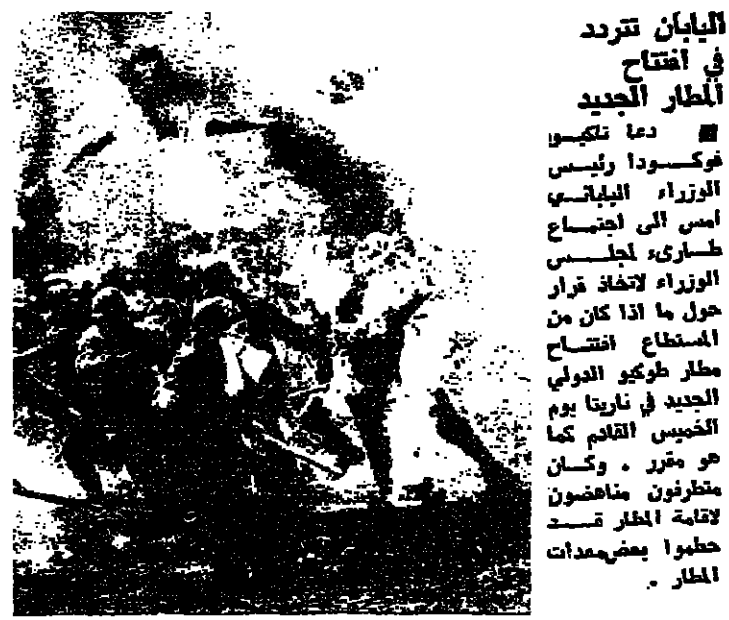 اليابان تتردد
في افتتاح
المطار الجديد
دعا تاكيو
فوكودا رئيس
الوزراء الياباني
امس الى اجتماع
طارىء لمجلس
الوزراء لاتخاذ قرار
حول ما اذا كان من
المستطاع افتتاح
مطار طوكيو الدولي
الجديد في ناريتا يوم
الخميس القادم كما
هو مقرر . وكان
متطرفون مناهضون
لاقامة المطار قد
حطموا بعض معدات
المطار .